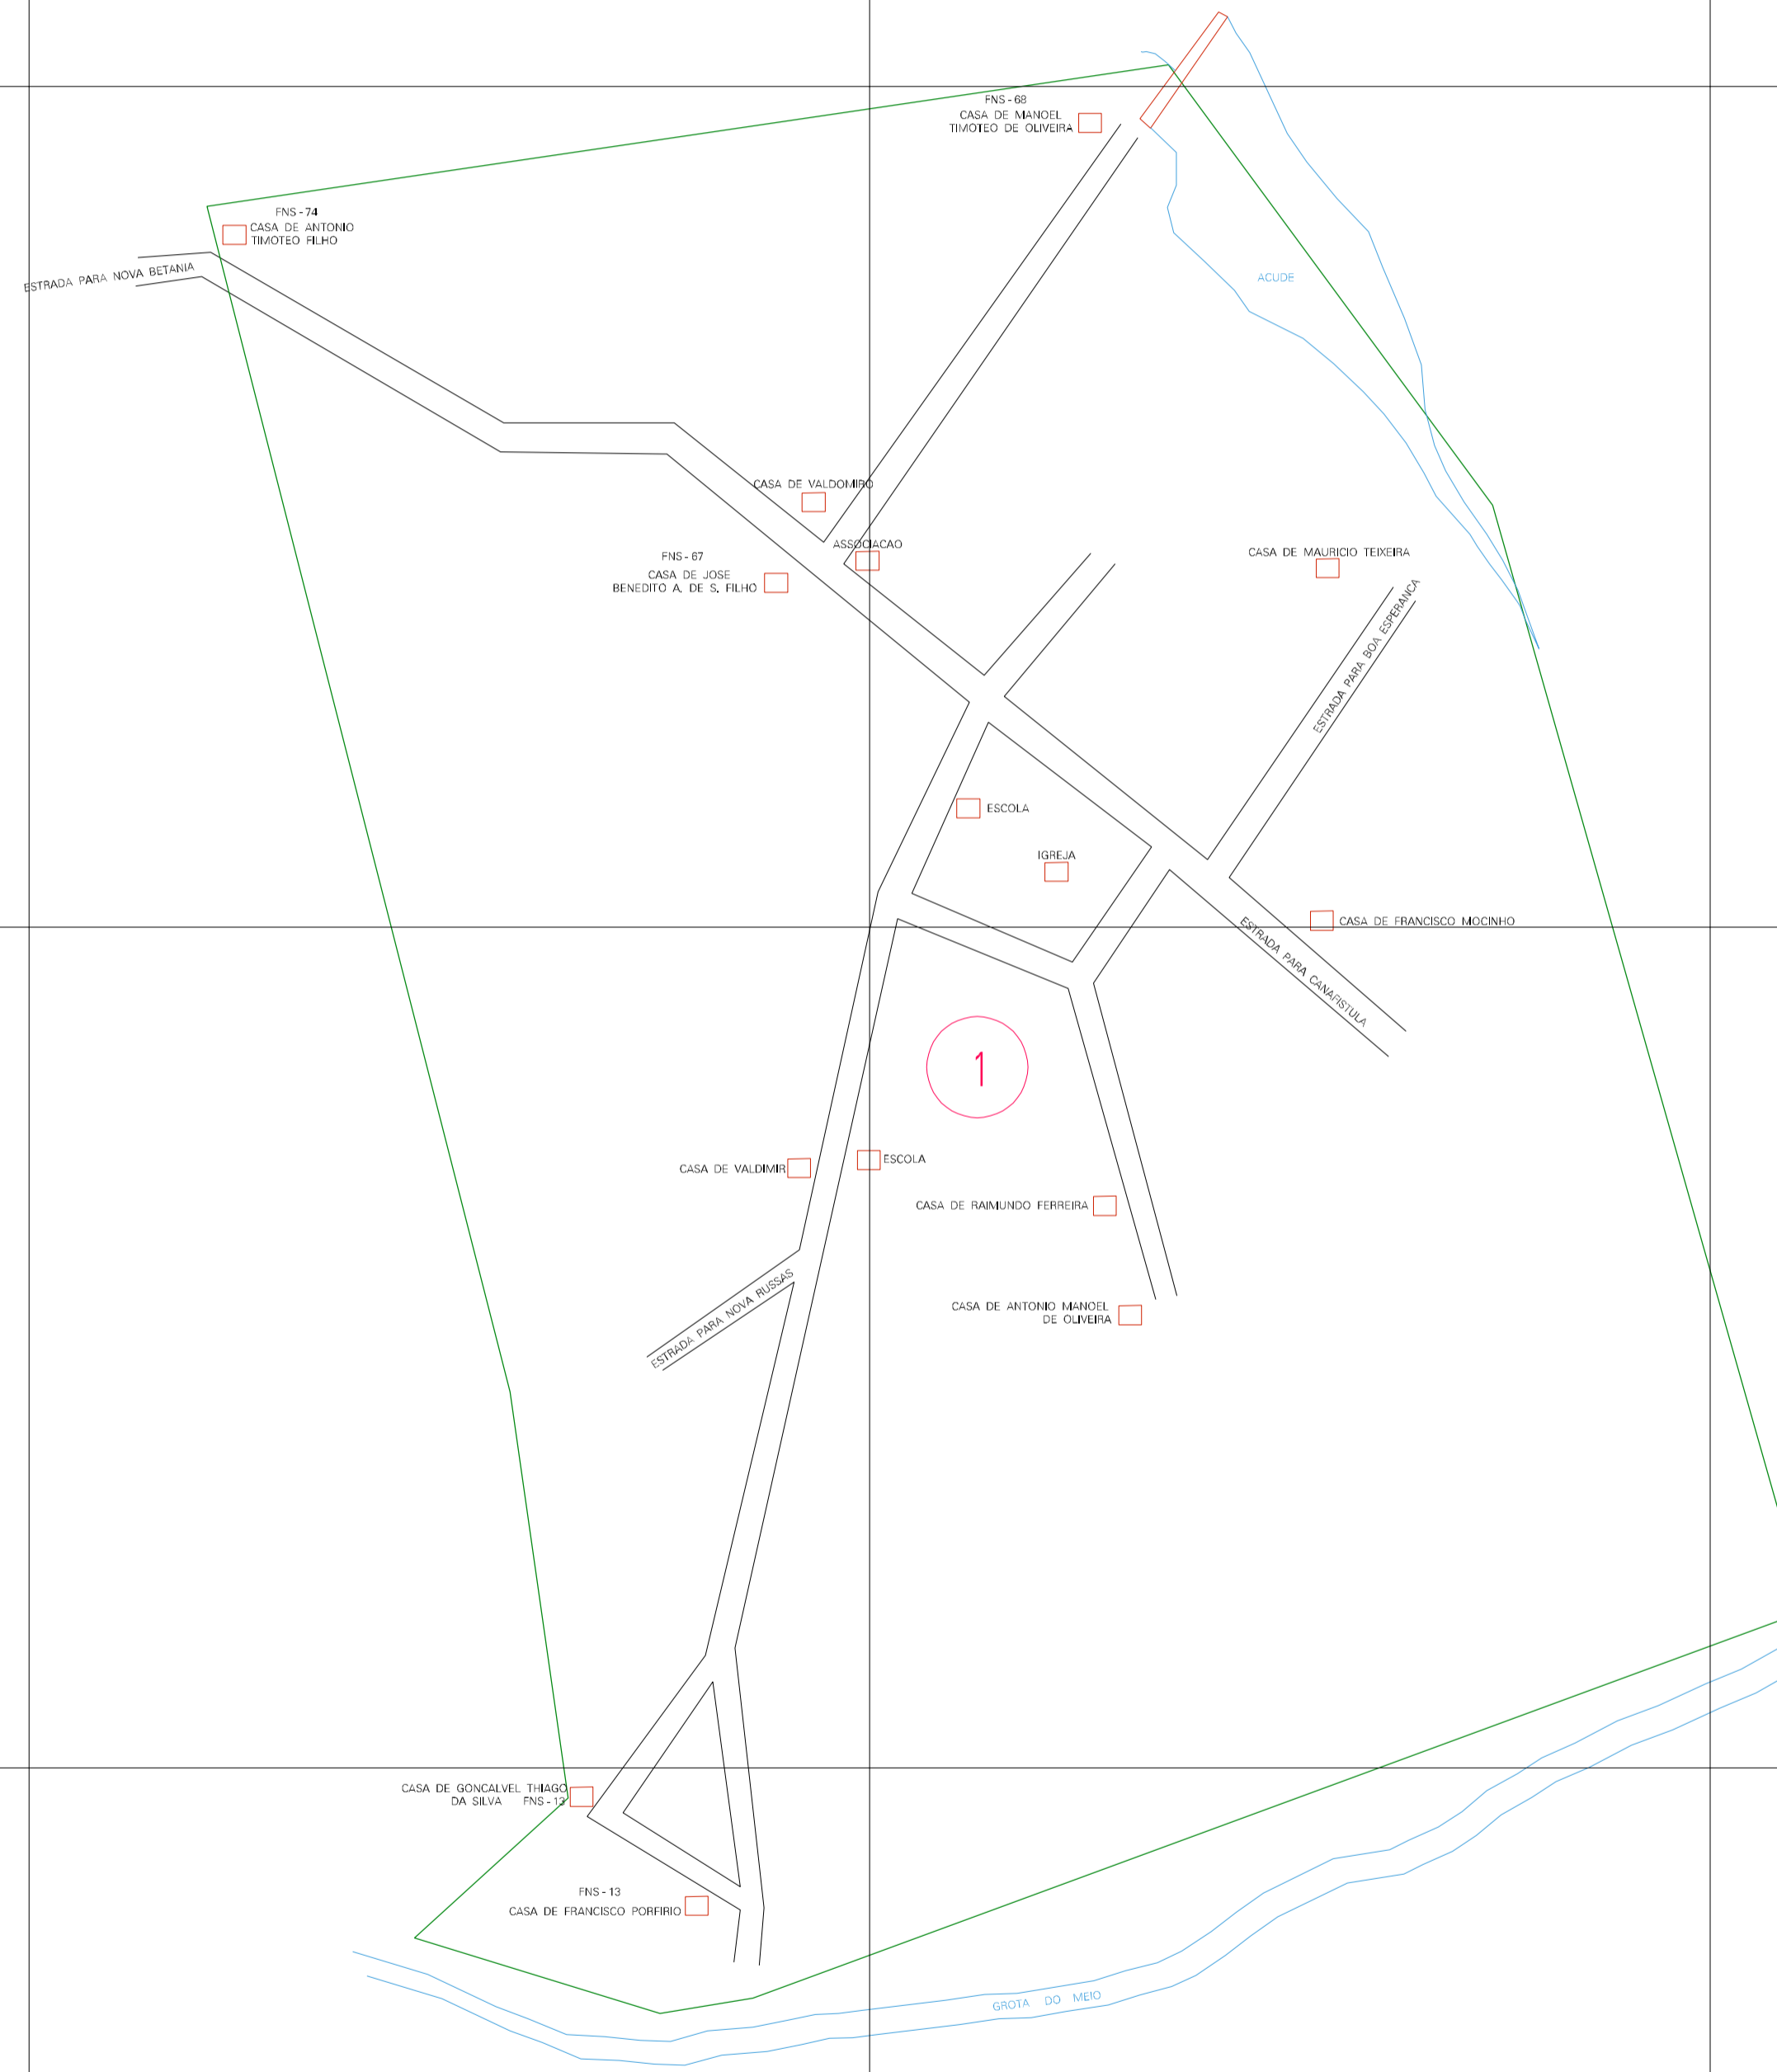 FNS - 68
CASA DE MANOEL
TIMOTEO DE OLIVEIRA
FNS - 74
CASA DE ANTONIO
TIMOTEO FILHO
ESTRADA PARA NOVA BETANIA
ACUDE
CASA DE VALDOMIRO
ASSOCIACAO
FNS - 67
CASA DE JOSE
BENEDITO A. DE S. FILHO
CASA DE MAURICIO TEIXEIRA
ESTRADA PARA BOA ESPERANCA
ESCOLA
IGREJA
CASA DE FRANCISCO MOCINHO
ESTRADA PARA CANAFISTULA
1
CASA DE VALDIMIR
ESCOLA
CASA DE RAIMUNDO FERREIRA
ESTRADA PARA NOVA RUSSAS
CASA DE ANTONIO MANOEL
DE OLIVEIRA
CASA DE GONCALVEL THIAGO
DA SILVA FNS - 13
FNS - 13
CASA DE FRANCISCO PORFIRIO
GROTA DO MEIO